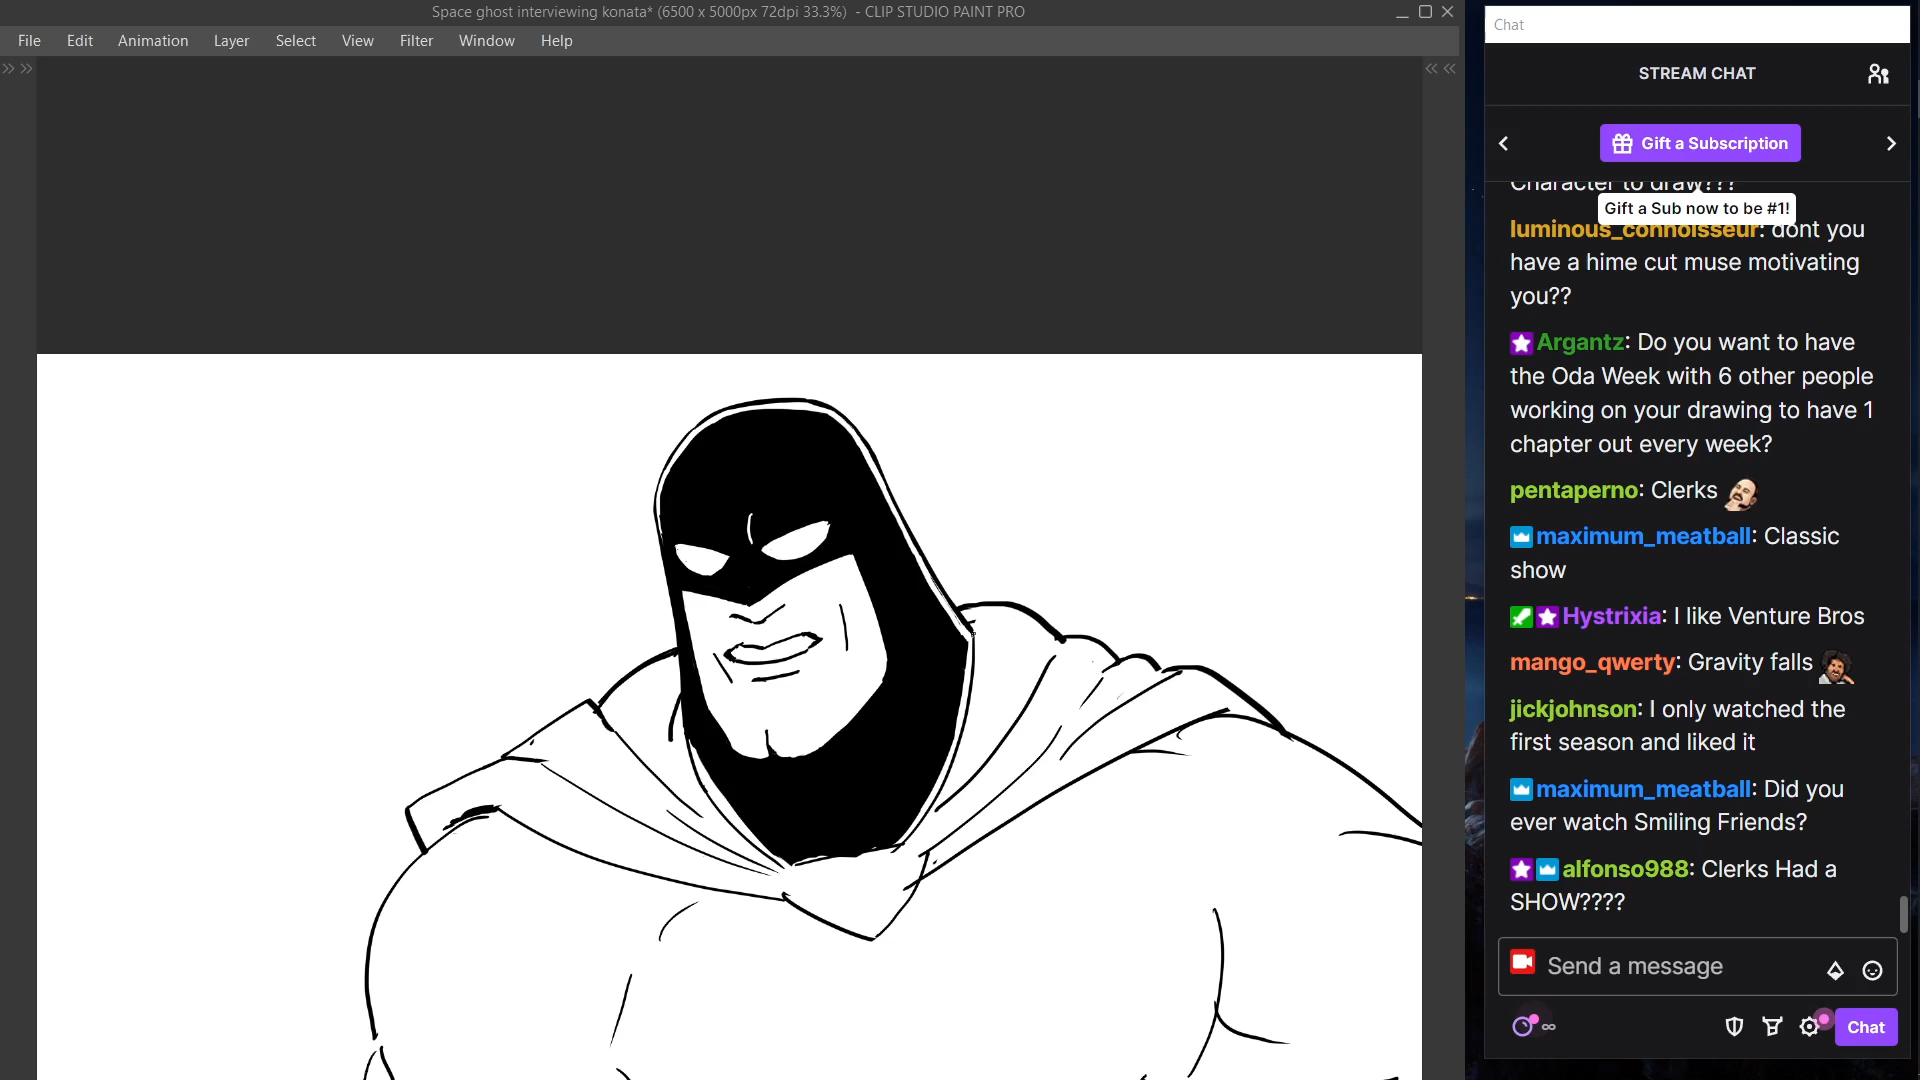 Space ghost interviewing konata* (6500 x 5000px 72dpi 33.3%) - CLIP STUDIO PAINT PRO
File Edit Animation Layer Select View Filter Window Help
Chat
STREAM CHAT
Gift a Subscription
Character to draw???
Gift a Sub now to be #1!
luminous_connoisseur: dont you
have a hime cut muse motivating
you??
Argantz: Do you want to have
the Oda Week with 6 other people
working on your drawing to have 1
chapter out every week?
pentaperno: Clerks
maximum_meatball: Classic
show
Hystrixia: I like Venture Bros
mango_qwerty: Gravity falls
jickjohnson: I only watched the
first season and liked it
maximum_meatball: Did you
ever watch Smiling Friends?
alfonso988: Clerks Had a
SHOW????
Send a message
Chat